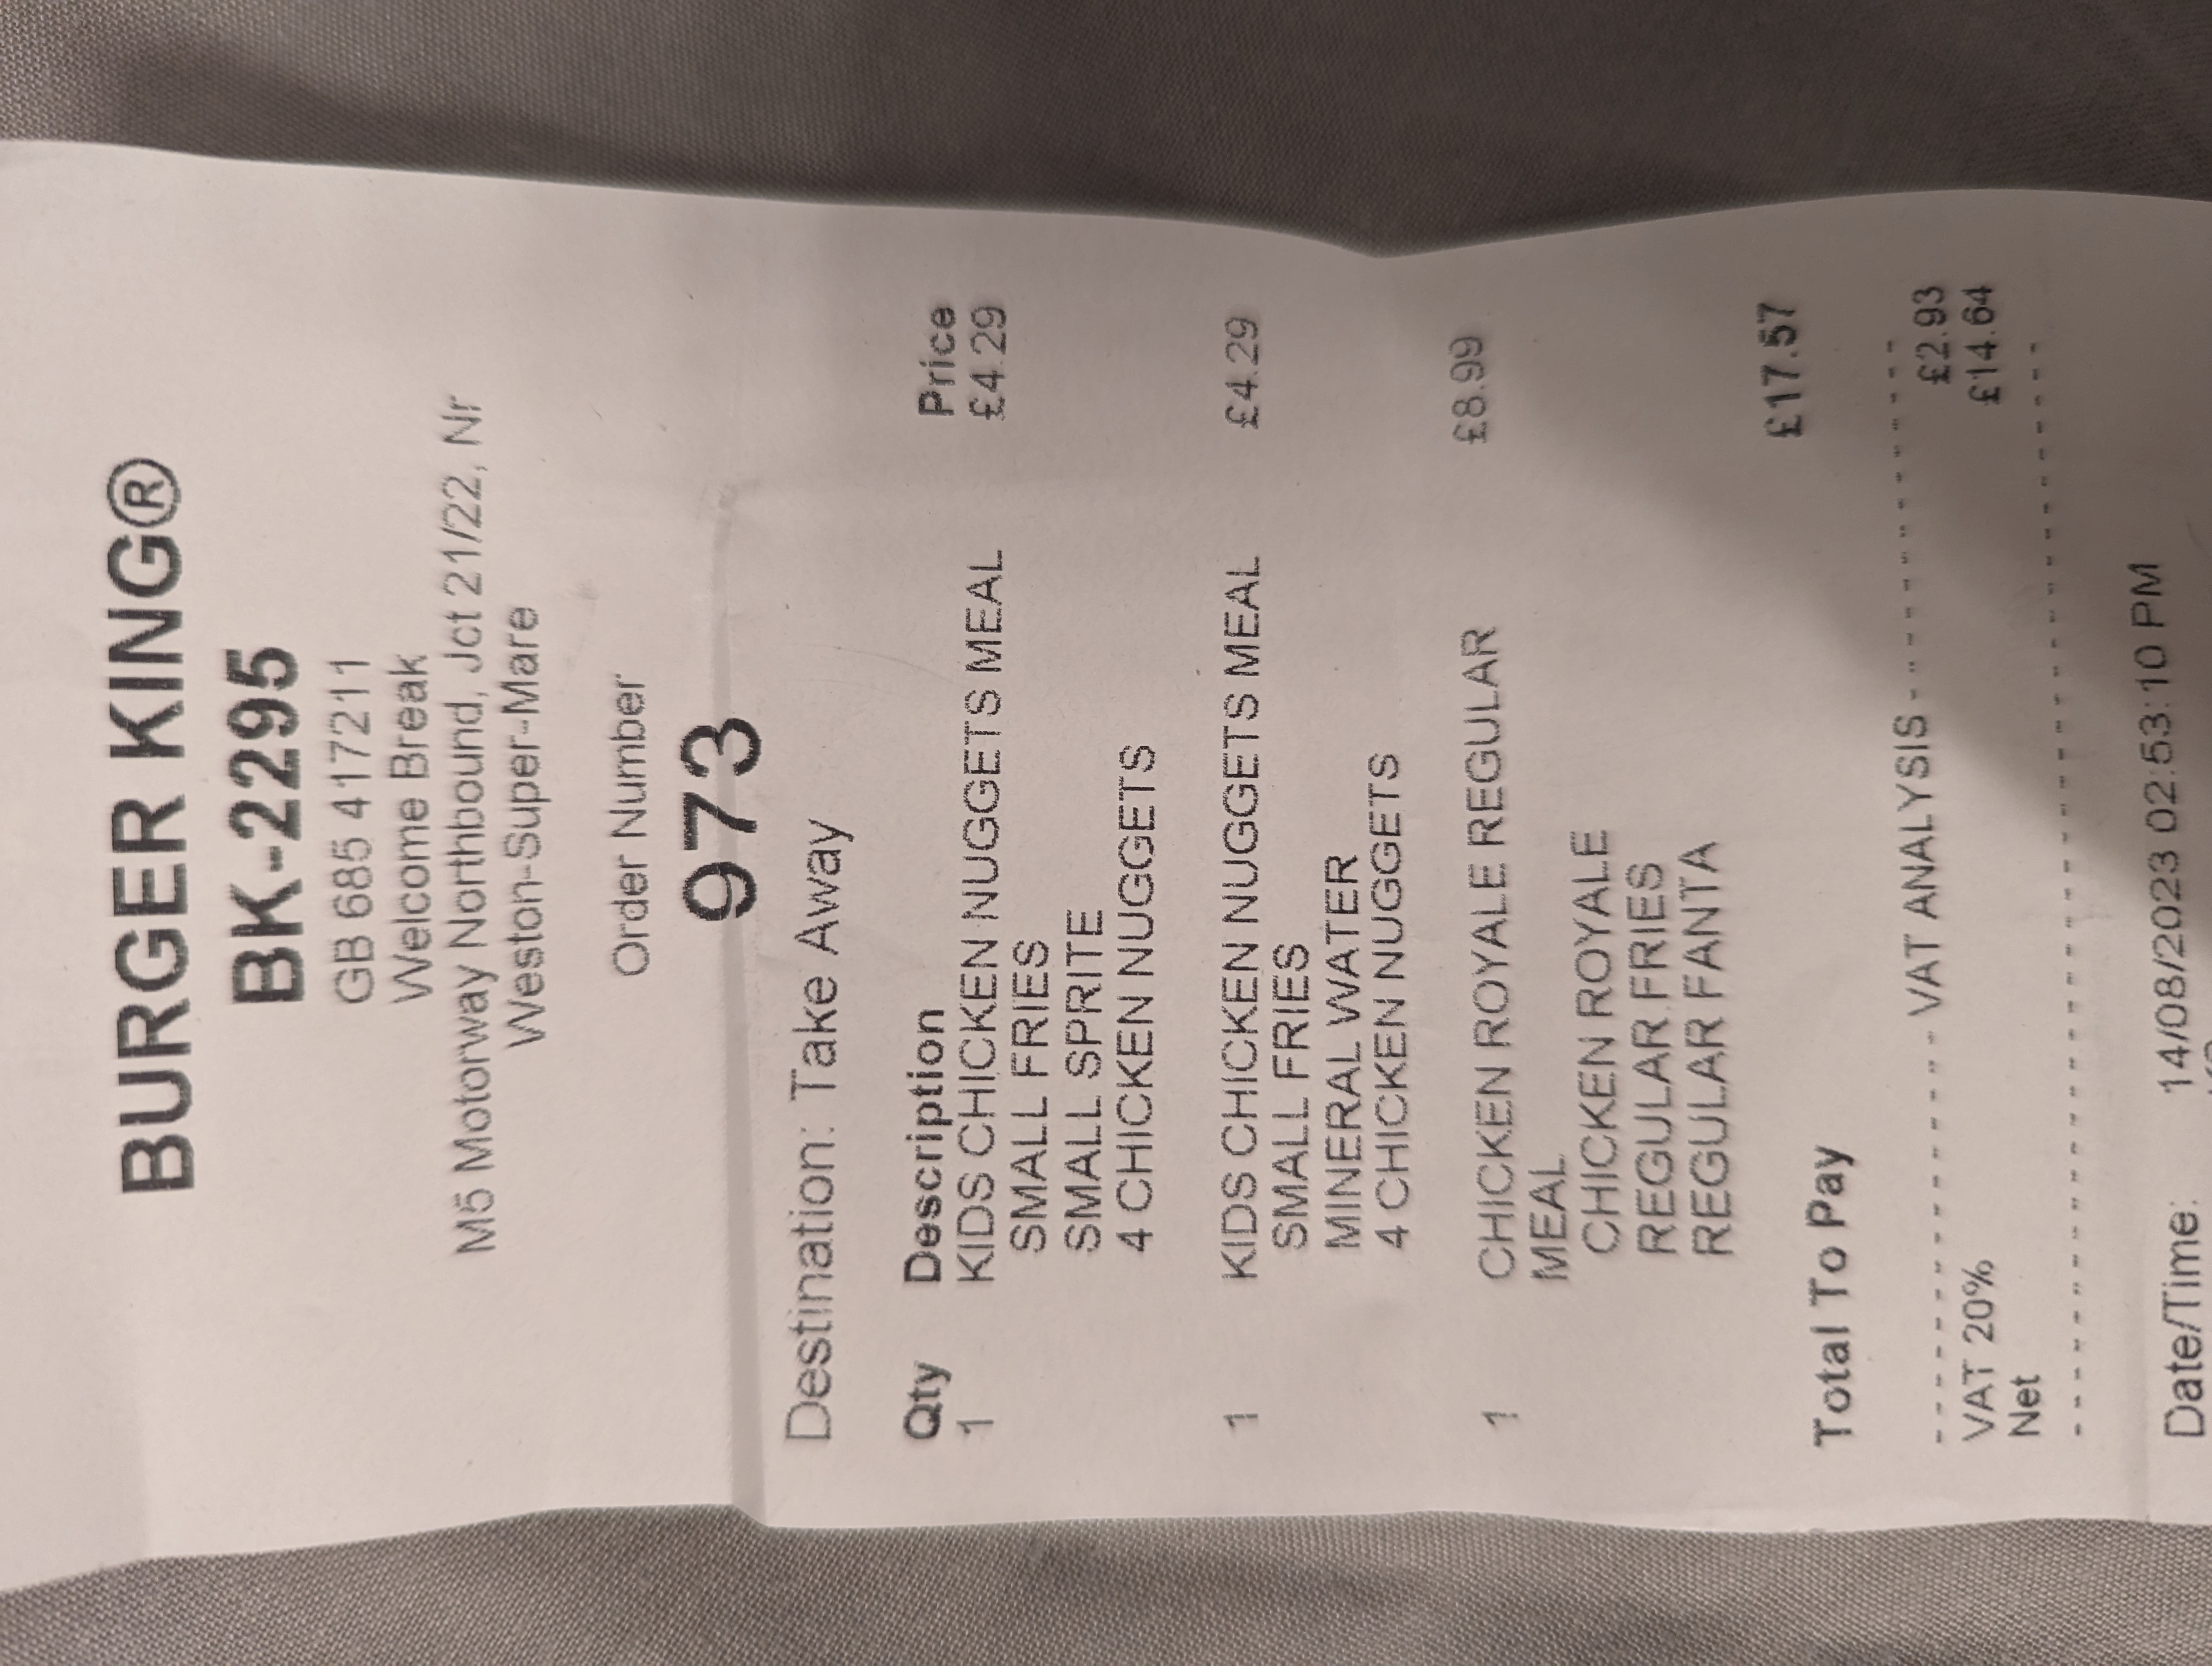 BURGER KING®
BK-2295
GB 685 417211
Welcome Break
M5 Motorway Northbound, Jct 21/22, Nr
Weston-Super-Mare
Order Number
973
Destination: Take Away
Qty Description Price
1 KIDS CHICKEN NUGGETS MEAL £4.29
SMALL FRIES
SMALL SPRITE
4 CHICKEN NUGGETS
1 KIDS CHICKEN NUGGETS MEAL £4.29
SMALL FRIES
MINERAL WATER
4 CHICKEN NUGGETS
1 CHICKEN ROYALE REGULAR £8.99
MEAL
CHICKEN ROYALE
REGULAR FRIES
REGULAR FANTA
Total To Pay £17.57
VAT ANALYSIS
VAT 20% £2.93
Net £14.64
Date/Time: 14/08/2023 02:53:10 PM